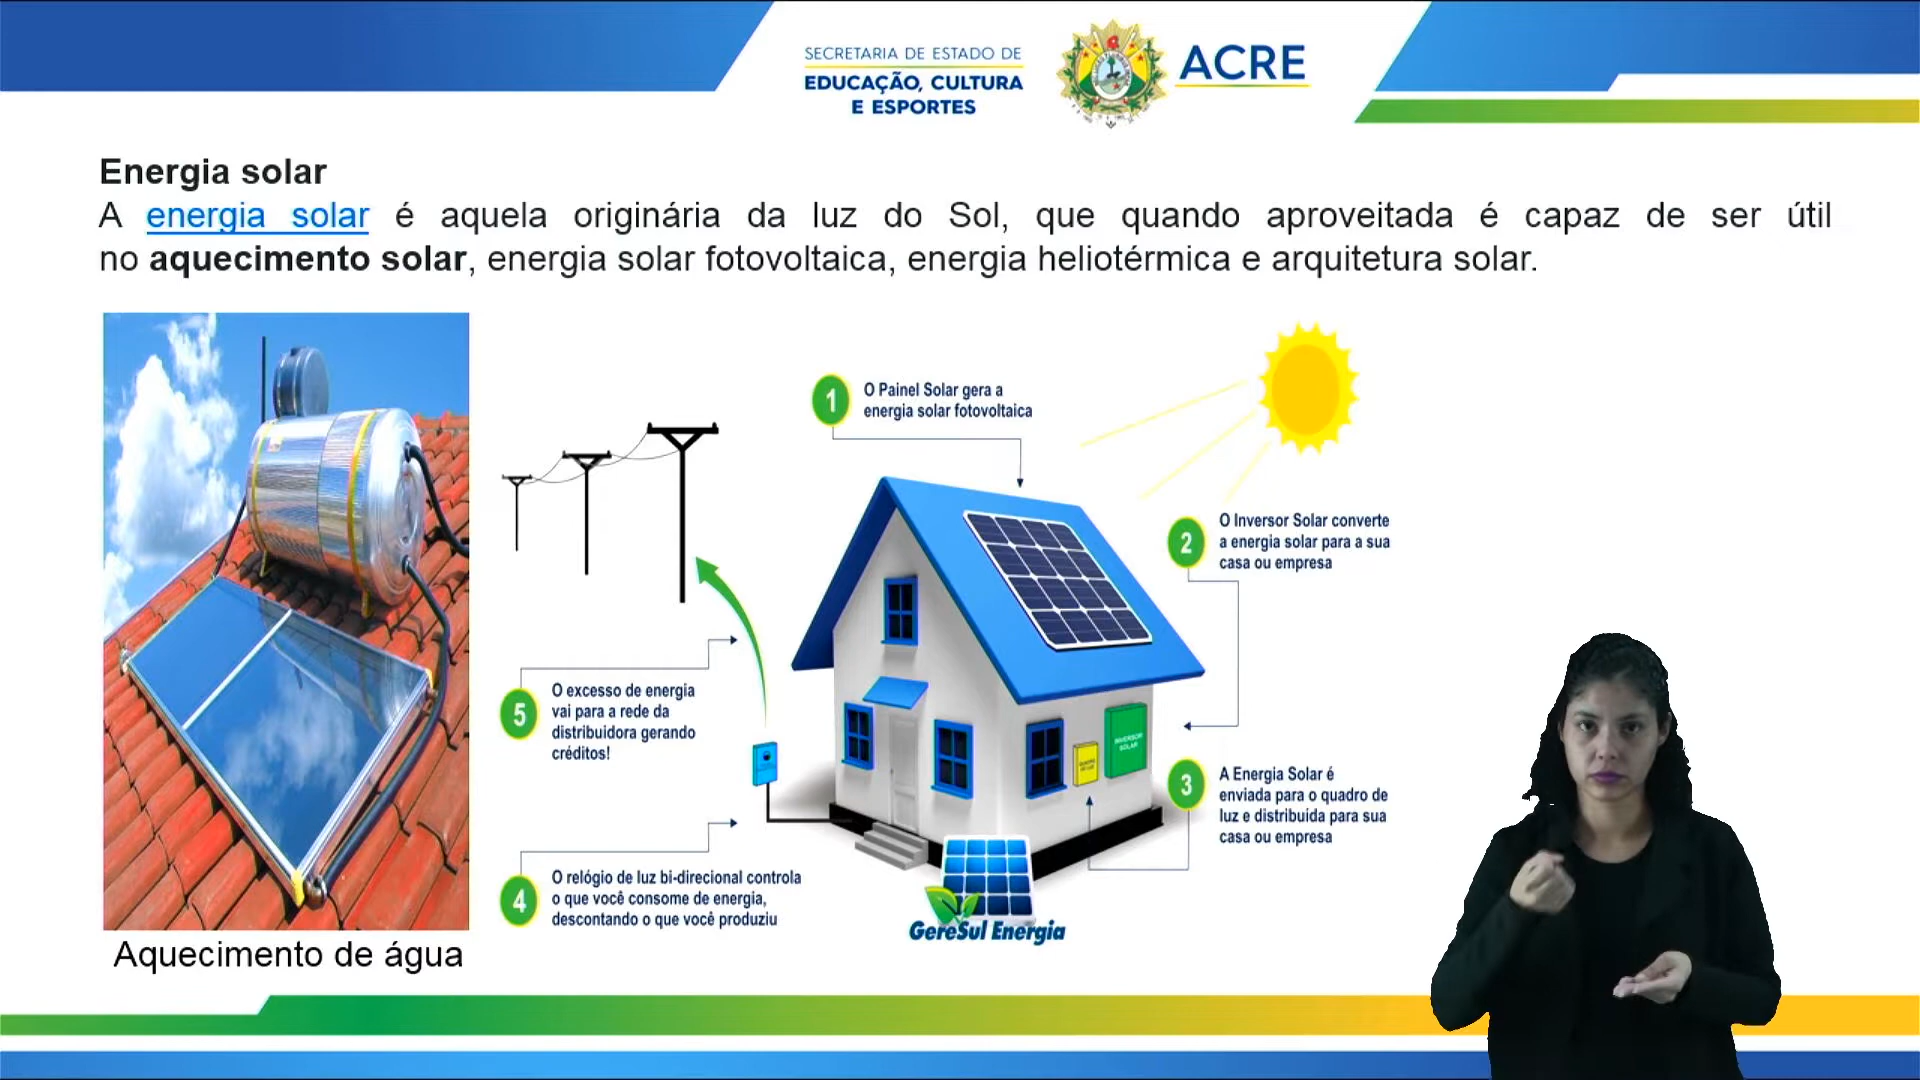 SECRETARIA DE ESTADO DE
EDUCAÇÃO, CULTURA
E ESPORTES
ACRE
Energia solar
A energia solar é aquela originária da luz do Sol, que quando aproveitada é capaz de ser útil
no aquecimento solar, energia solar fotovoltaica, energia heliotérmica e arquitetura solar.
1
O Painel Solar gera a
energia solar fotovoltaica
2
O Inversor Solar converte
a energia solar para a sua
casa ou empresa
INVERSOR
SOLAR
QUADRO
DE LUZ
3
A Energia Solar é
enviada para o quadro de
luz e distribuida para sua
casa ou empresa
5
O excesso de energia
vai para a rede da
distribuidora gerando
créditos!
4
O relógio de luz bi-direcional controla
o que você consome de energia,
descontando o que você produziu
GereSul Energia
Aquecimento de água